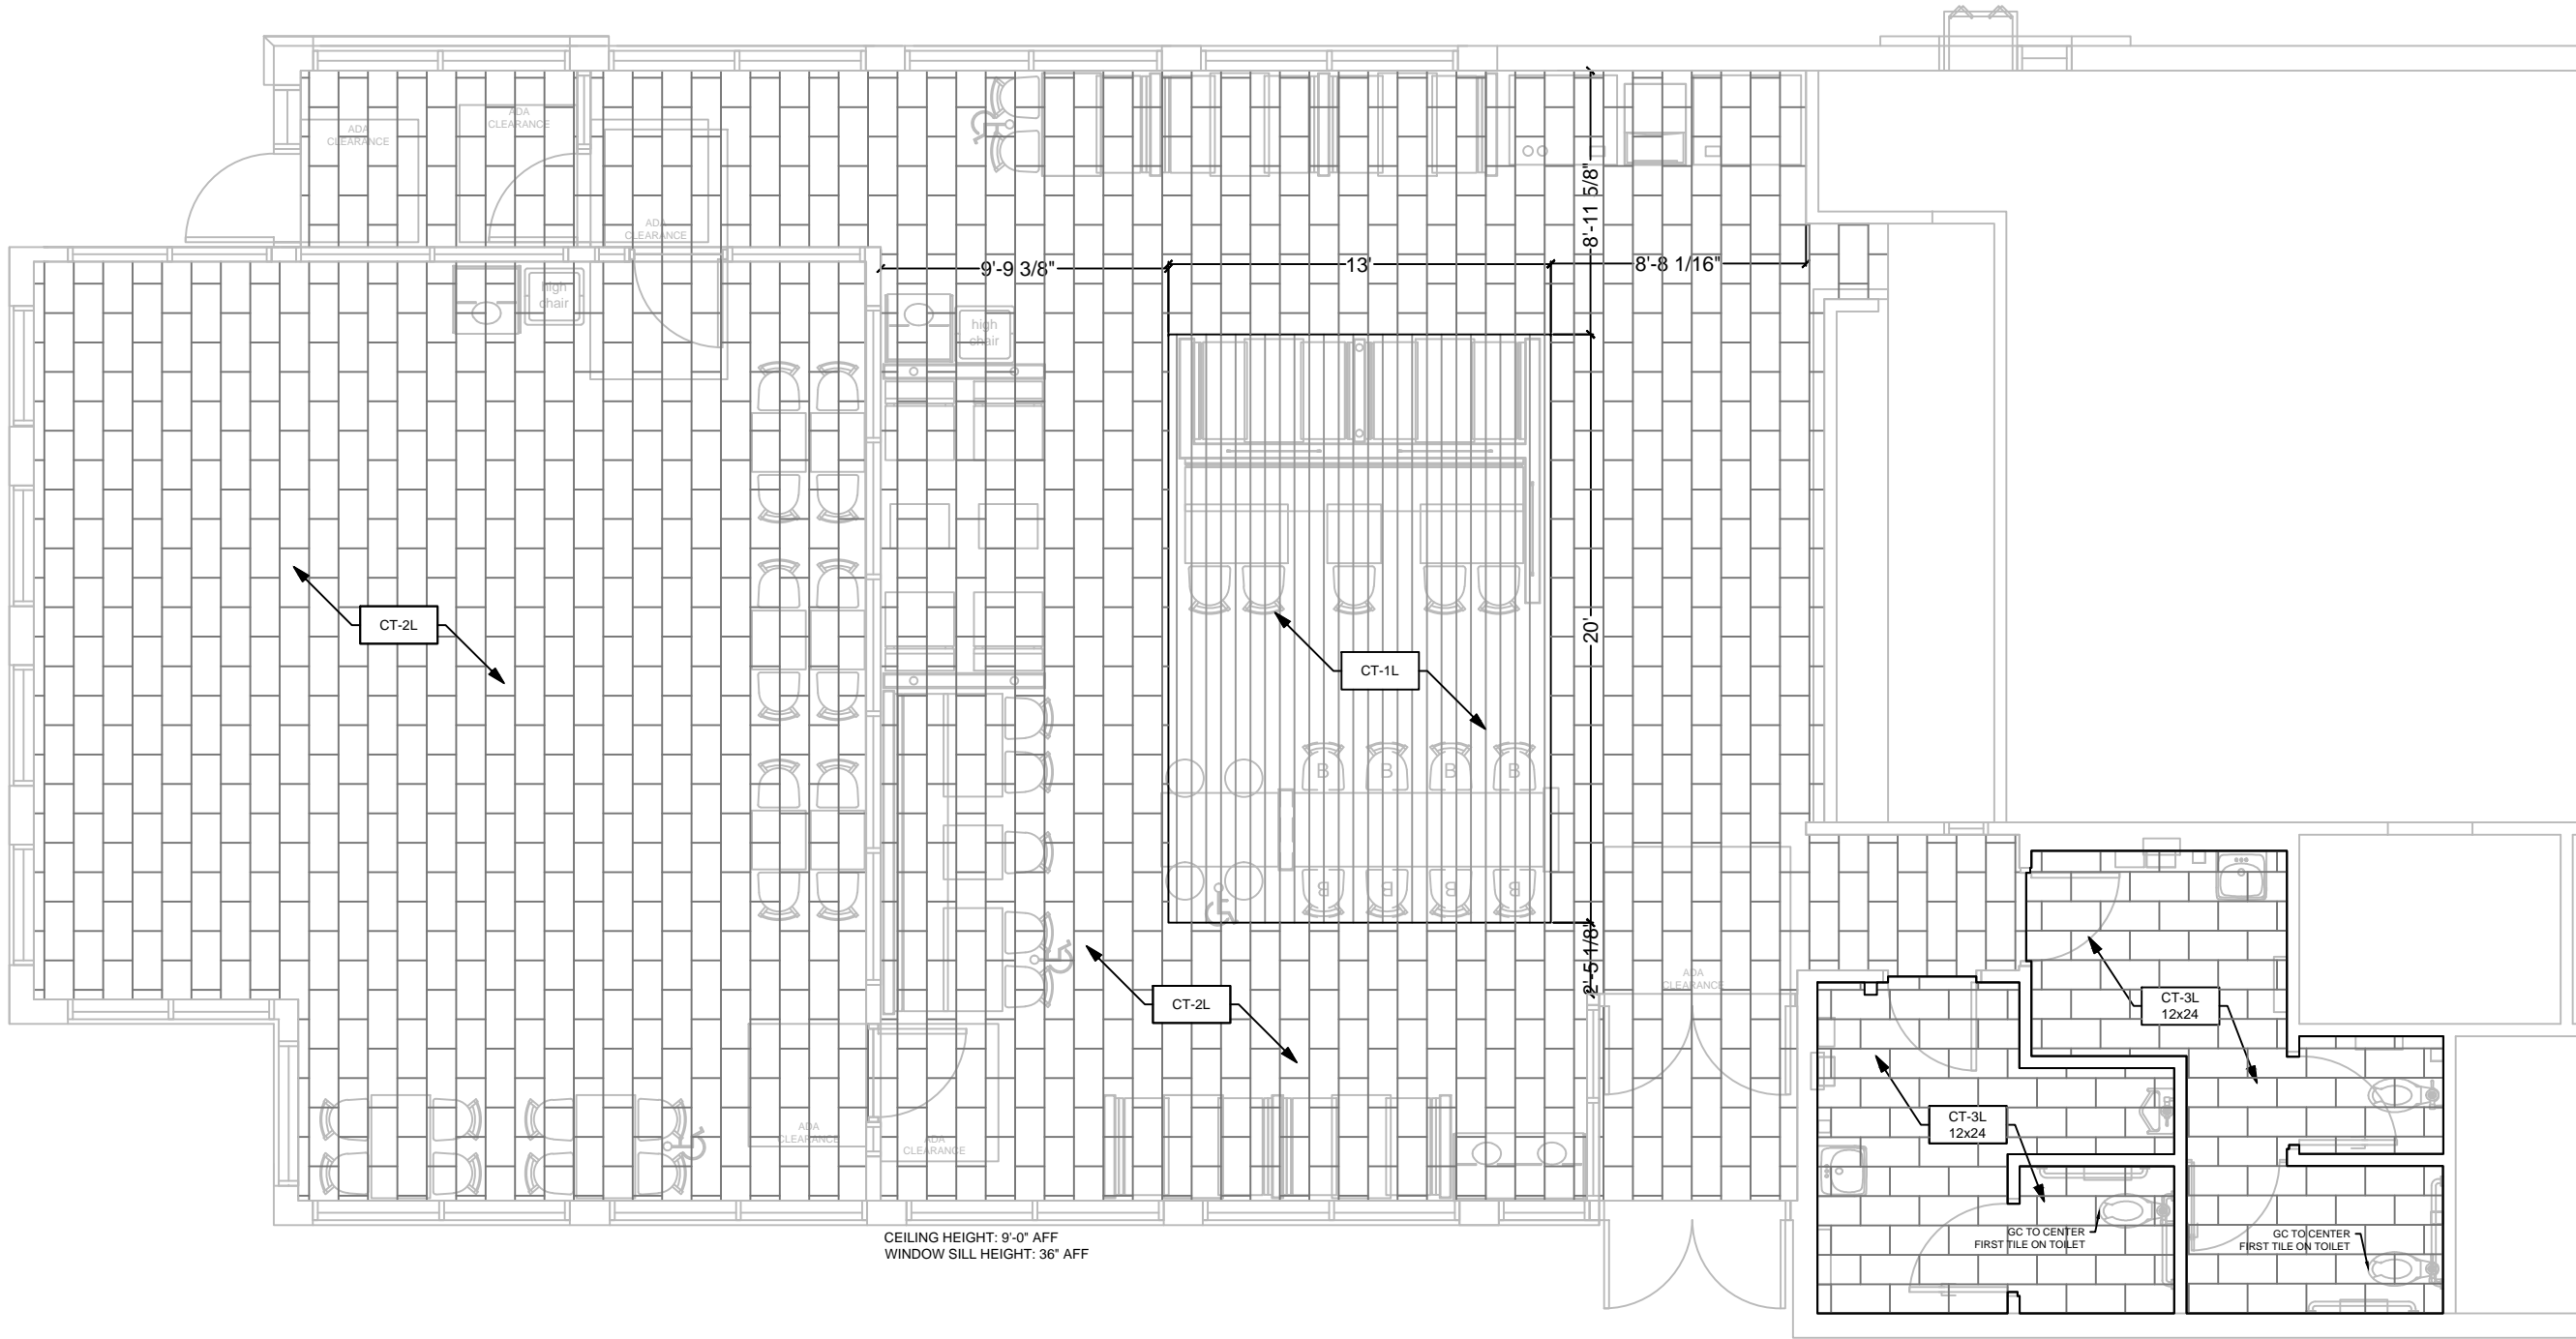 ADA
CLEARANCE
ADA
CLEARANCE
ADA
CLEARANCE
8'-11 5/8"
9'-9 3/8"
13'
8'-8 1/16"
high
chair
high
chair
CT-2L
20'
CT-1L
B B B B
B B B B
2'-5 1/8"
ADA
CLEARANCE
CT-2L
CT-3L
12x24
CT-3L
12x24
ADA
CLEARANCE
ADA
CLEARANCE
GC TO CENTER
FIRST TILE ON TOILET
GC TO CENTER
FIRST TILE ON TOILET
CEILING HEIGHT: 9'-0" AFF
WINDOW SILL HEIGHT: 36" AFF